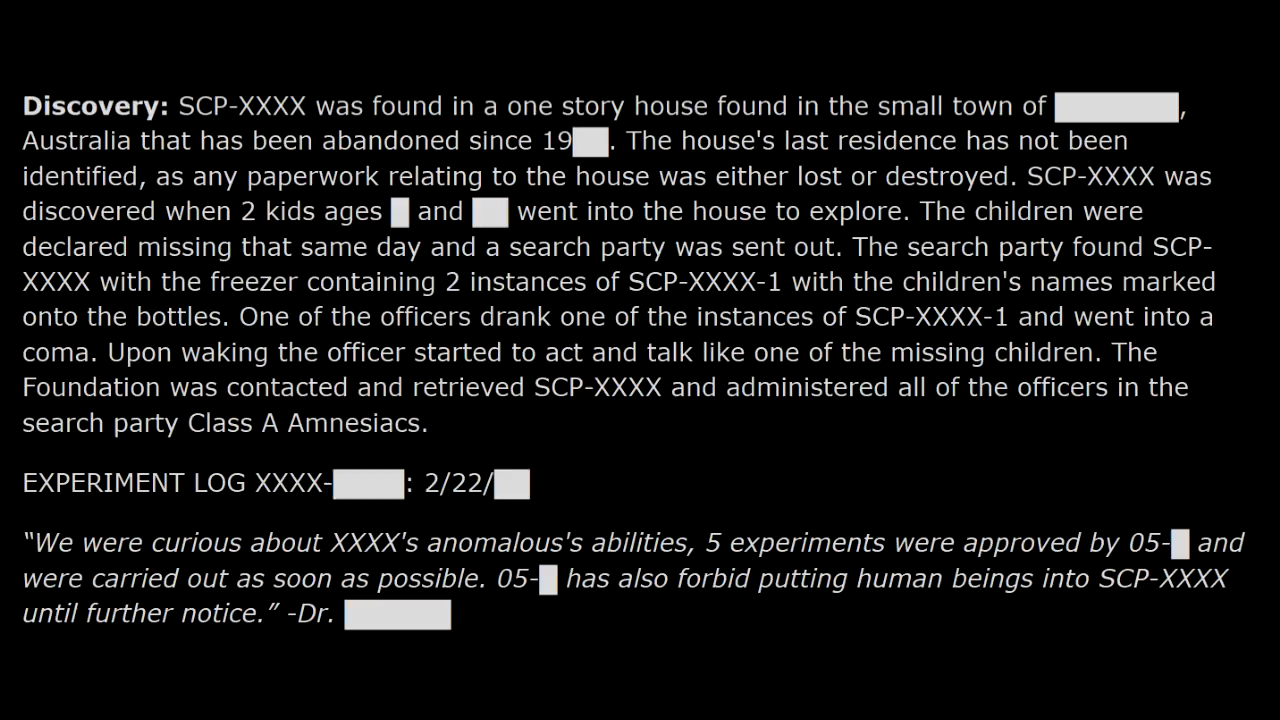 Discovery: SCP-XXXX was found in a one story house found in the small town of ███████,
Australia that has been abandoned since 19██. The house's last residence has not been
identified, as any paperwork relating to the house was either lost or destroyed. SCP-XXXX was
discovered when 2 kids ages █ and ██ went into the house to explore. The children were
declared missing that same day and a search party was sent out. The search party found SCP-
XXXX with the freezer containing 2 instances of SCP-XXXX-1 with the children's names marked
onto the bottles. One of the officers drank one of the instances of SCP-XXXX-1 and went into a
coma. Upon waking the officer started to act and talk like one of the missing children. The
Foundation was contacted and retrieved SCP-XXXX and administered all of the officers in the
search party Class A Amnesiacs.
EXPERIMENT LOG XXXX-████: 2/22/██
“We were curious about XXXX's anomalous's abilities, 5 experiments were approved by 05-█ and
were carried out as soon as possible. 05-█ has also forbid putting human beings into SCP-XXXX
until further notice.” -Dr. ██████